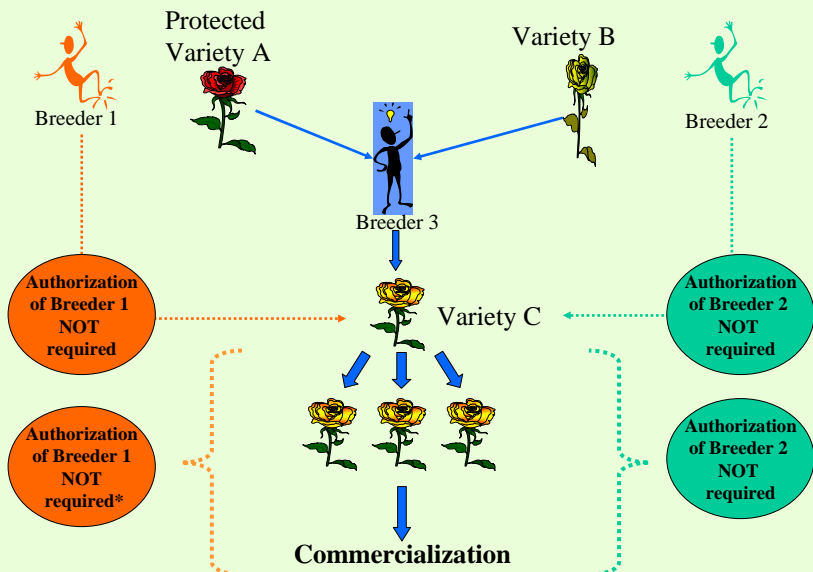 Protected
Variety A
Variety B
Breeder 1
Breeder 2
Breeder 3
Authorization
of Breeder 1
NOT
required
Variety C
Authorization
of Breeder 2
NOT
required
Authorization
of Breeder 1
NOT
required*
Authorization
of Breeder 2
NOT
required
Commercialization